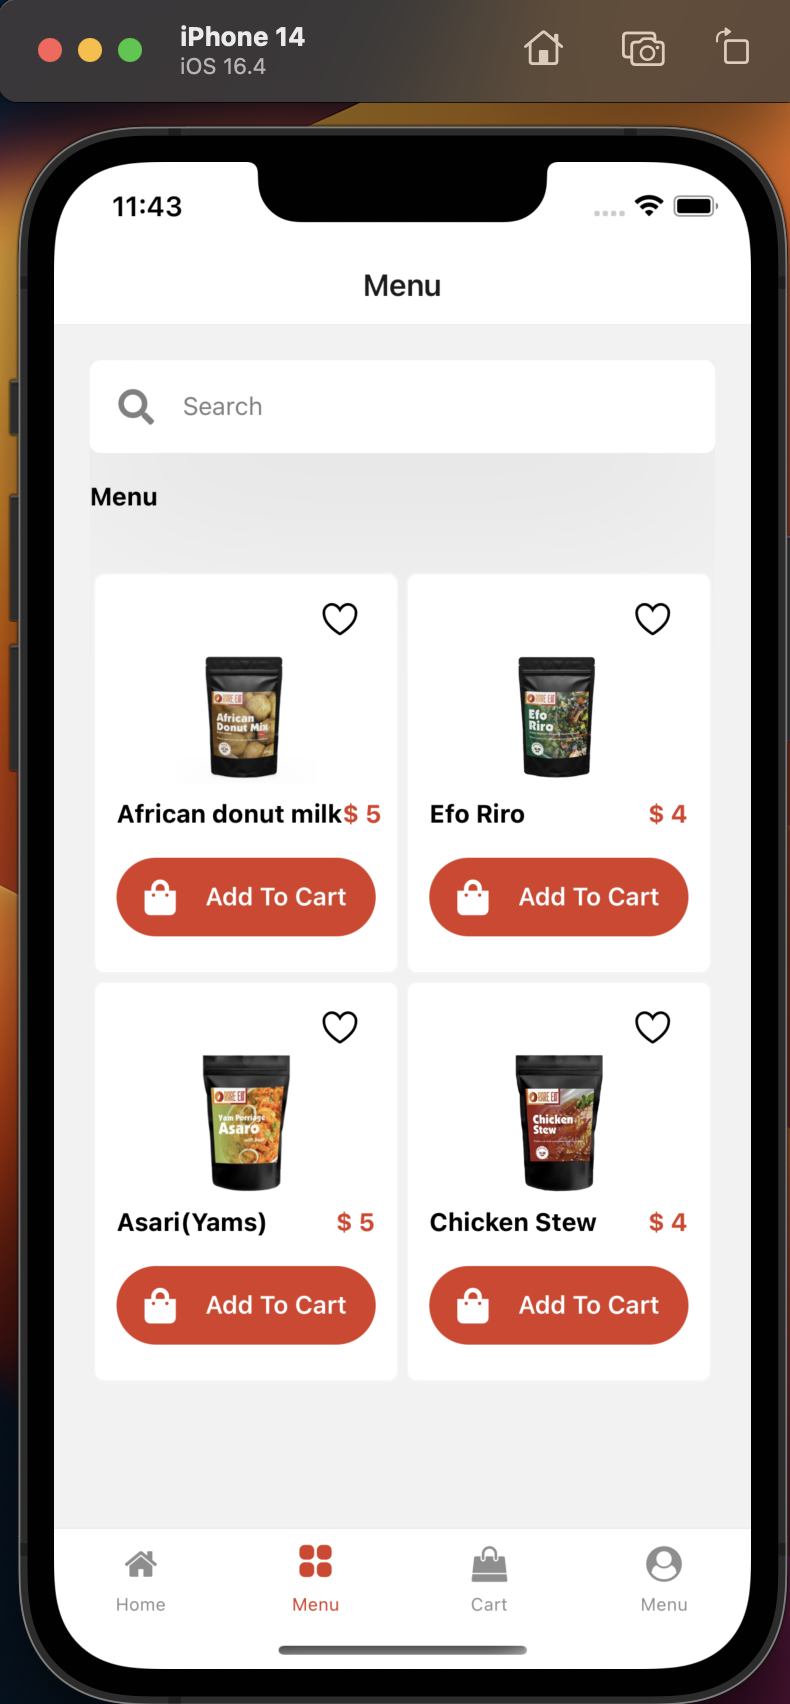 iPhone 14
iOS 16.4
11:43
Menu
Search
Menu
African
Donut Mix
Efo
Riro
African donut milk$ 5
Efo Riro $ 4
Add To Cart
Add To Cart
Yam Porridge
Asaro
Chicken
Stew
Asari(Yams) $ 5
Chicken Stew $ 4
Add To Cart
Add To Cart
Home
Menu
Cart
Menu